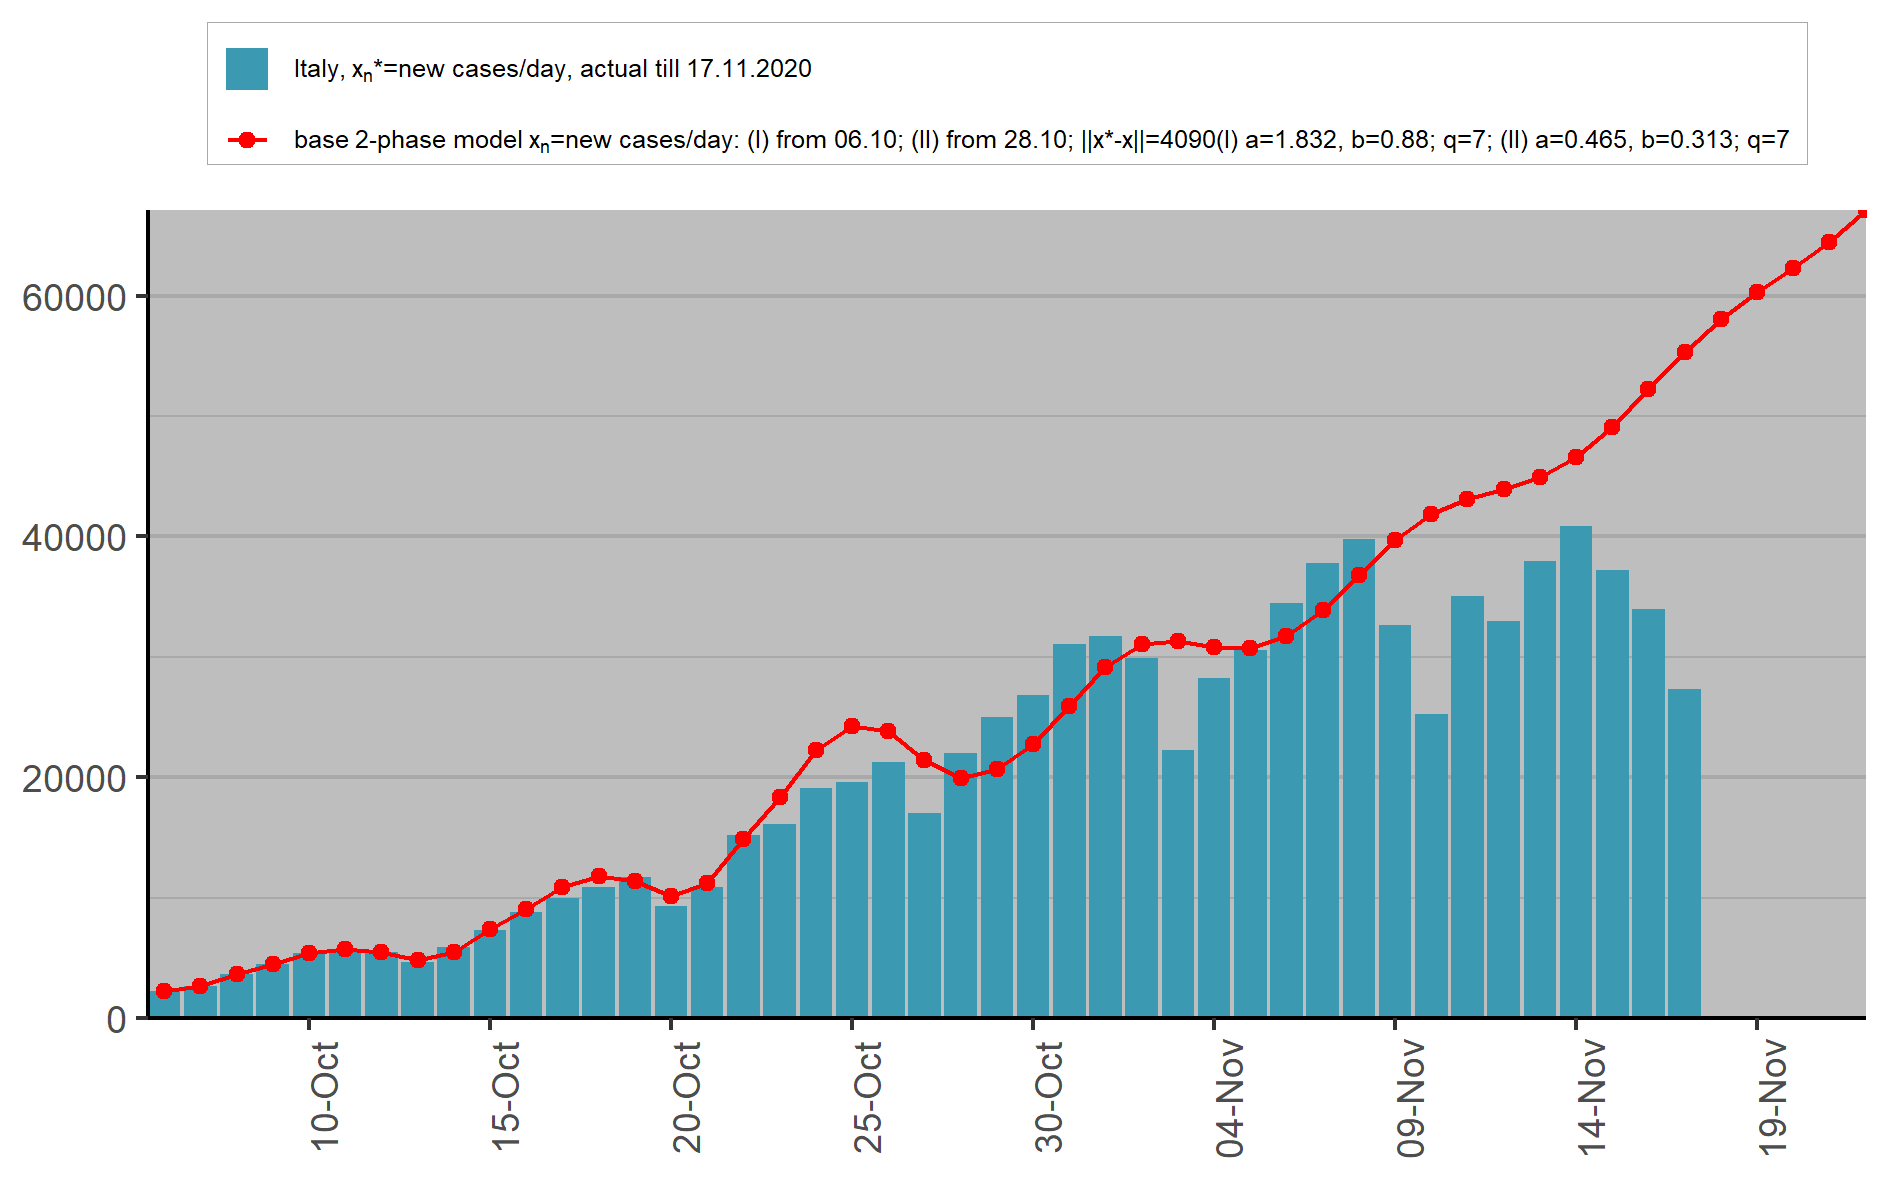 Italy, xₙ*=new cases/day, actual till 17.11.2020
base 2-phase model xₙ=new cases/day: (I) from 06.10; (II) from 28.10; ||x*-x||=4090(I) a=1.832, b=0.88; q=7; (II) a=0.465, b=0.313; q=7
60000
40000
20000
0
10-Oct
15-Oct
20-Oct
25-Oct
30-Oct
04-Nov
09-Nov
14-Nov
19-Nov